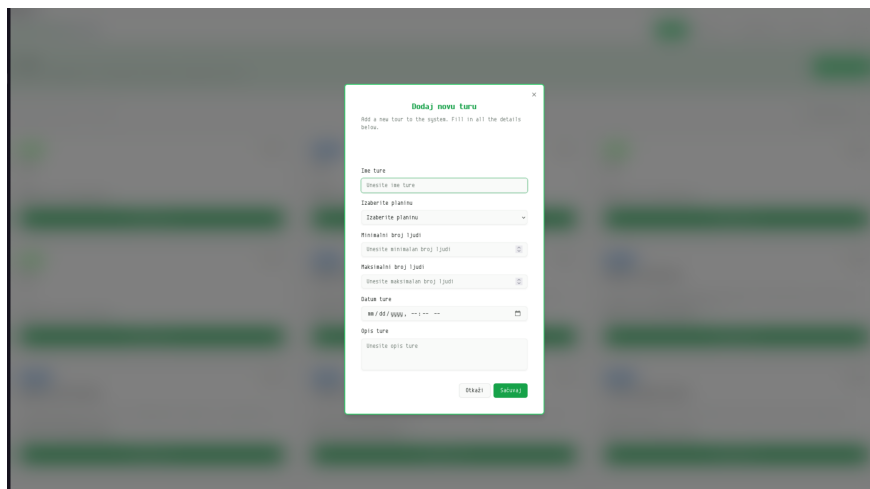 ×
Dodaj novu turu
Add a new tour to the system. Fill in all the details
below.
Ime ture
Unesite ime ture
Izaberite planinu
Izaberite planinu
Minimalni broj ljudi
Unesite minimalan broj ljudi
Maksimalni broj ljudi
Unesite maksimalan broj ljudi
Datum ture
mm/dd/yyyy, --:-- --
Opis ture
Unesite opis ture
Otkaži Sačuvaj